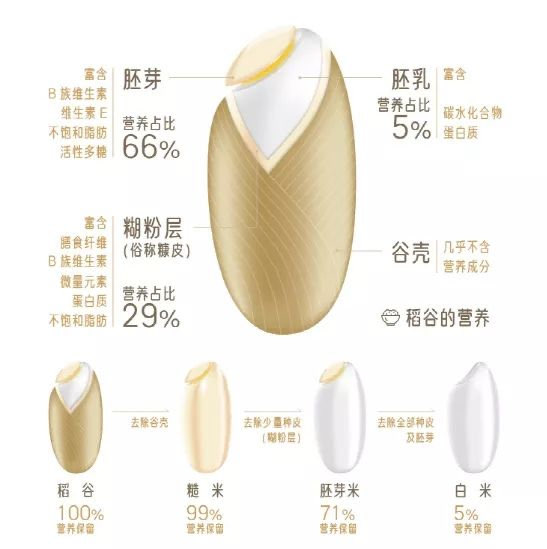 富含
B 族维生素
维生素 E
不饱和脂肪
活性多糖
胚芽
营养占比
66%
胚乳
营养占比
5%
富含
碳水化合物
蛋白质
富含
膳食纤维
B 族维生素
微量元素
蛋白质
不饱和脂肪
糊粉层
(俗称糠皮)
营养占比
29%
谷壳
几乎不含
营养成分
稻谷的营养
去除谷壳
去除少量种皮
(糊粉层)
去除全部种皮
及胚芽
稻谷
100%
营养保留
糙米
99%
营养保留
胚芽米
71%
营养保留
白米
5%
营养保留